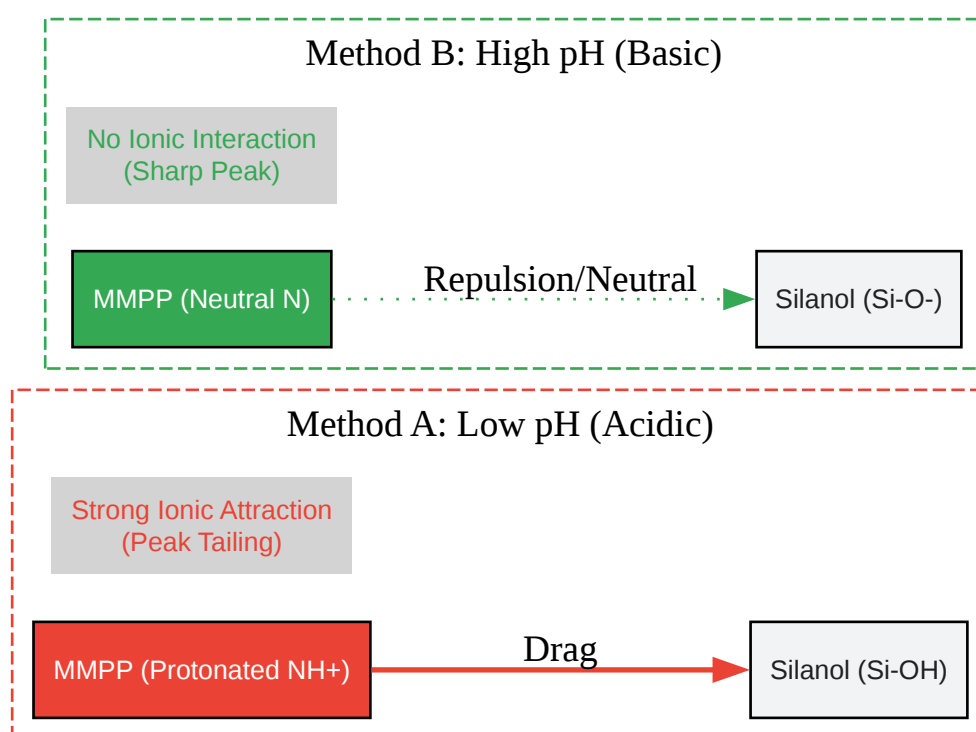 Method B: High pH (Basic)
No Ionic Interaction
(Sharp Peak)
MMPP (Neutral N)
Repulsion/Neutral
Silanol (Si-O-)
Method A: Low pH (Acidic)
Strong Ionic Attraction
(Peak Tailing)
MMPP (Protonated NH+)
Drag
Silanol (Si-OH)